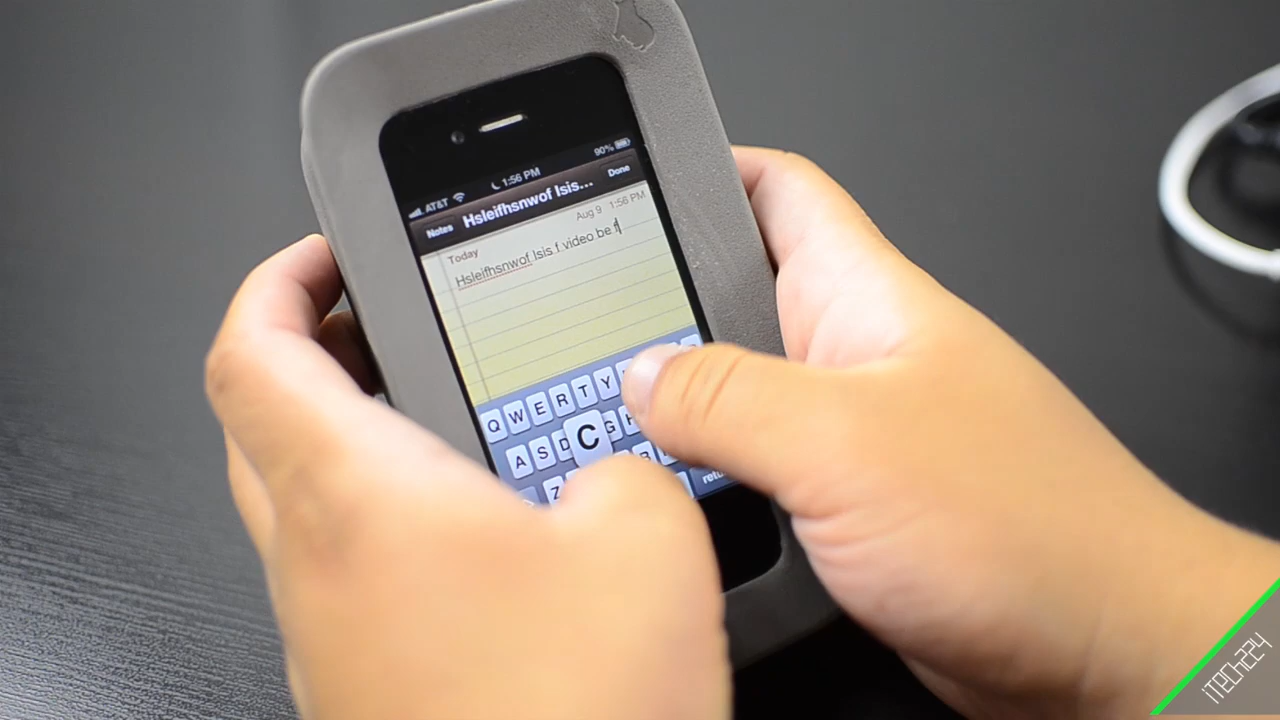 AT&T 1:56 PM 90%
Notes Hsleifhsnwof Isis... Done
Today Aug 9 1:56 PM
Hsleifhsnwof Isis f video be f
Q W E R T Y
A S D C G H
Z B
iTECH224